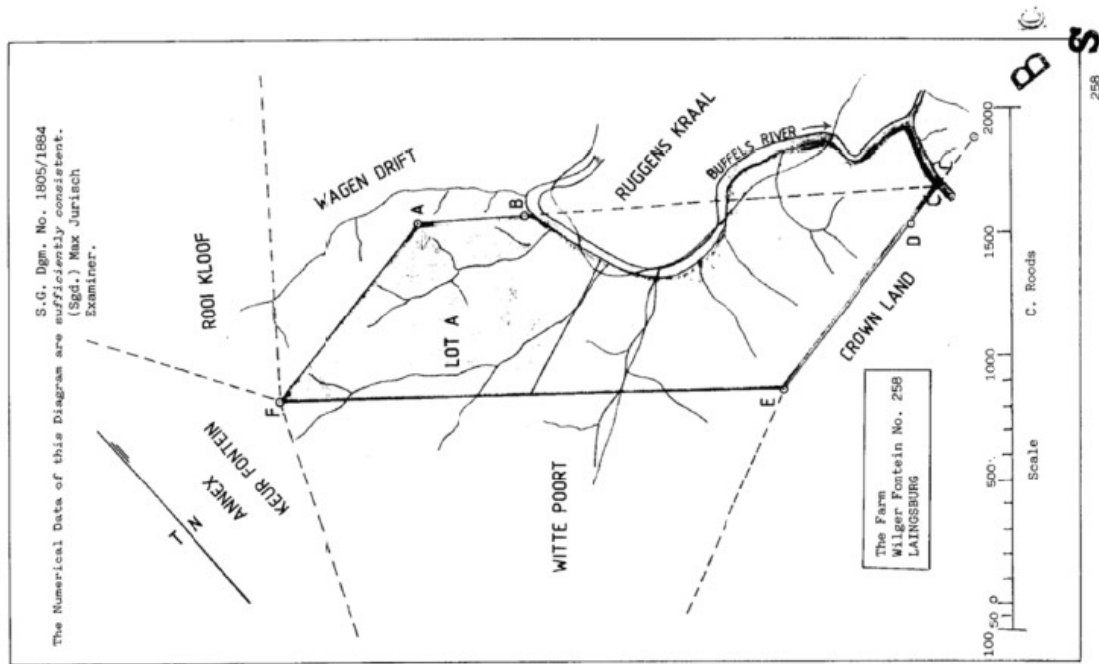 S.G. Dgm. No. 1805/1884
The Numerical Data of this Diagram are sufficiently consistent.
(Sgd.) Max Jurisch
Examiner.
B
S
258
ROOI KLOOF
WAGEN DRIFT
RUGGENS KRAAL
BUFFELS RIVER
ANNEX
KEUR FONTEIN
T N
LOT A
WITTE POORT
CROWN LAND
A
B
C
D
E
F
The Farm
Wilger Fontein No. 258
LAINGSBURG
100 50 0 500 1000 1500 2000
Scale C. Roods